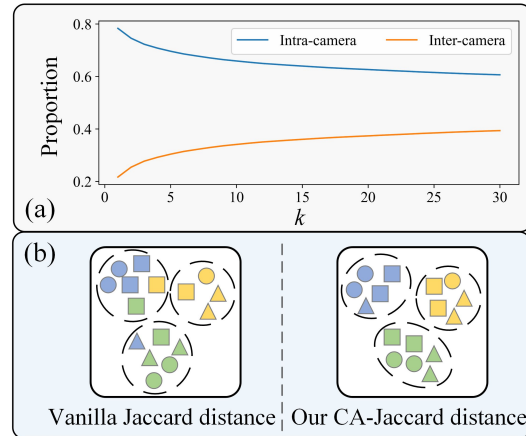 0.8
Intra-camera
Inter-camera
0.6
Proportion
0.4
0.2
0
5
10
15
20
25
30
k
(a)
(b)
Vanilla Jaccard distance
Our CA-Jaccard distance